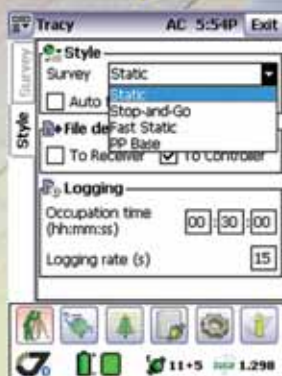 Tracy AC 5:54P Exit
Survey
Style
Style
Survey Static
Auto
Static
Stop-and-Go
Fast Static
PP Base
File de
To Receiver To Controller
Logging
Occupation time
(hh:mm:ss) 00 :30 :00
Logging rate (s) 15
11+5 1.298